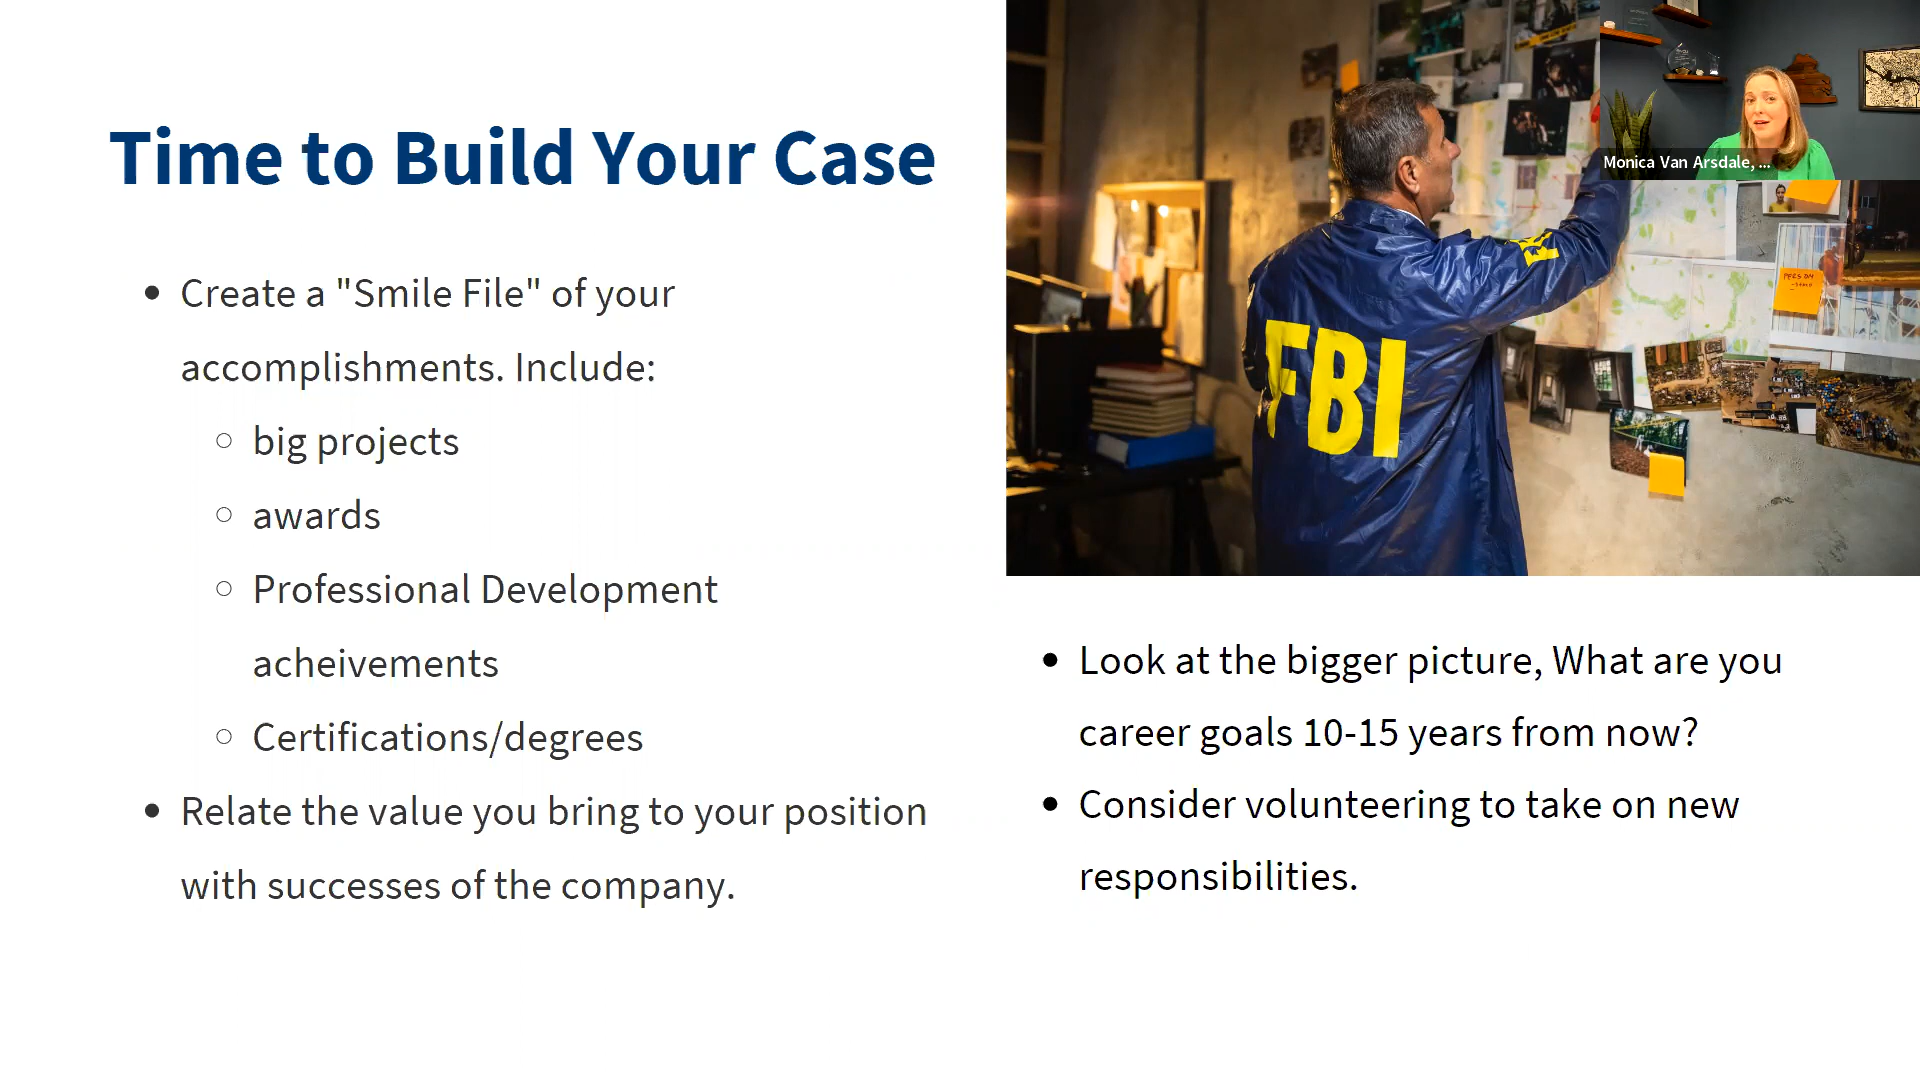 Time to Build Your Case
Create a "Smile File" of your
accomplishments. Include:
big projects
awards
Professional Development
acheivements
Certifications/degrees
Relate the value you bring to your position
with successes of the company.
FBI
Monica Van Arsdale, ...
Look at the bigger picture, What are you
career goals 10-15 years from now?
Consider volunteering to take on new
responsibilities.